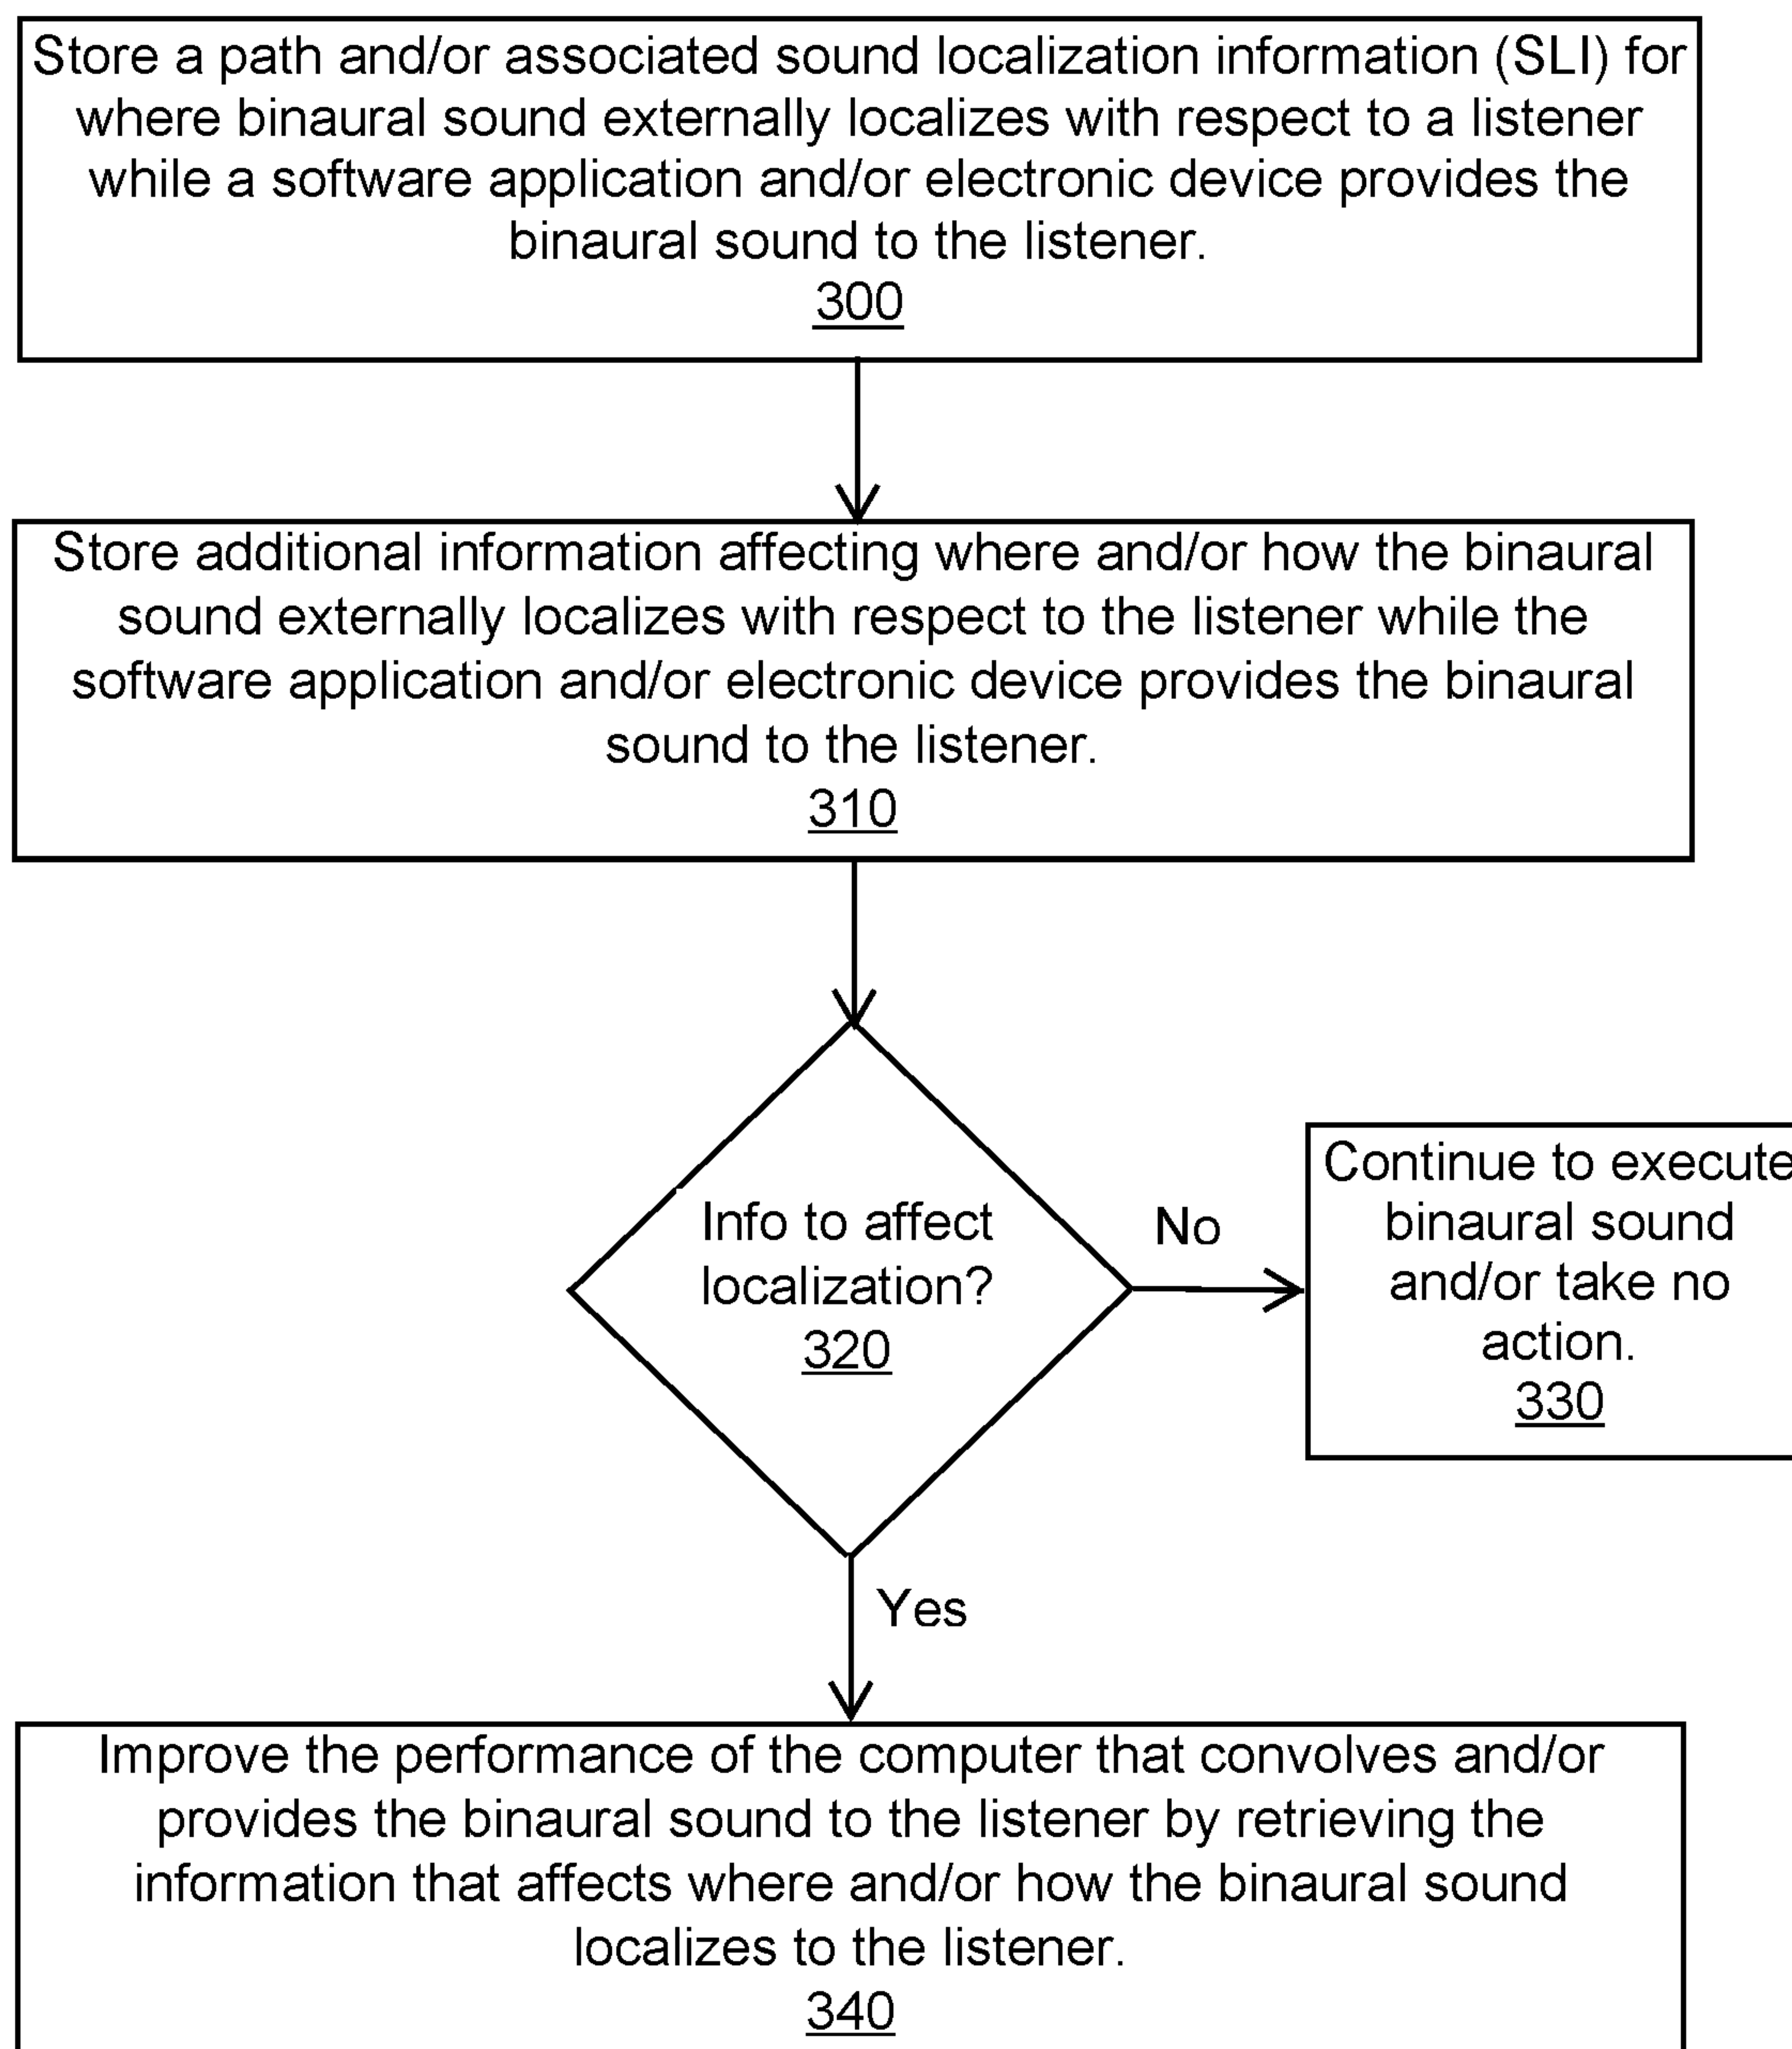 Store a path and/or associated sound localization information (SLI) for
where binaural sound externally localizes with respect to a listener
while a software application and/or electronic device provides the
binaural sound to the listener.
300
Store additional information affecting where and/or how the binaural
sound externally localizes with respect to the listener while the
software application and/or electronic device provides the binaural
sound to the listener.
310
Info to affect
localization?
320
No
Continue to execute
binaural sound
and/or take no
action.
330
Yes
Improve the performance of the computer that convolves and/or
provides the binaural sound to the listener by retrieving the
information that affects where and/or how the binaural sound
localizes to the listener.
340